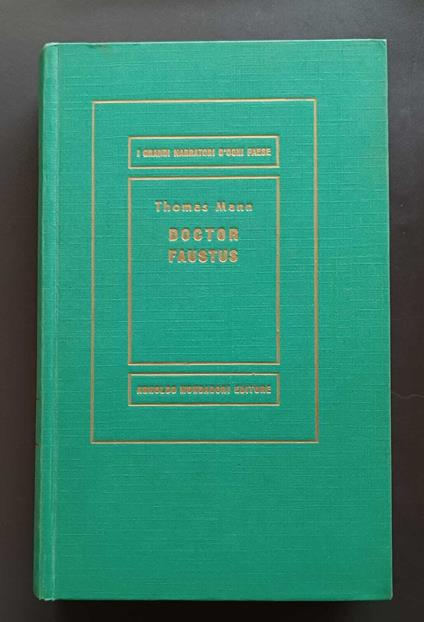 I GRANDI NARRATORI D'OGNI PAESE
Thomas Mann
DOCTOR
FAUSTUS
ARNOLDO MONDADORI EDITORE